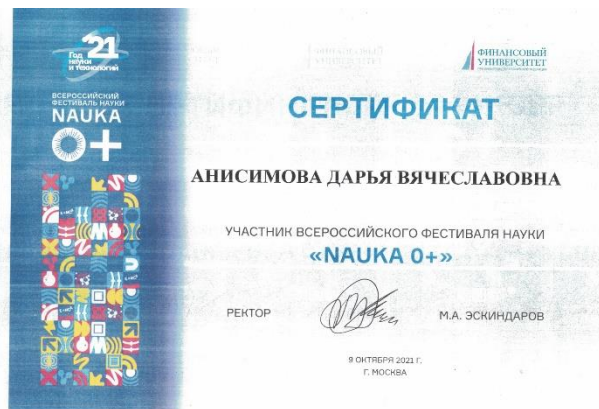 21
Год
науки
и технологий
ФИНАНСОВЫЙ
УНИВЕРСИТЕТ
ВСЕРОССИЙСКИЙ
ФЕСТИВАЛЬ НАУКИ
NAUKA
0+
СЕРТИФИКАТ
АНИСИМОВА ДАРЬЯ ВЯЧЕСЛАВОВНА
УЧАСТНИК ВСЕРОССИЙСКОГО ФЕСТИВАЛЯ НАУКИ
«NAUKA 0+»
РЕКТОР
М.А. ЭСКИНДАРОВ
9 ОКТЯБРЯ 2021 Г.
Г. МОСКВА